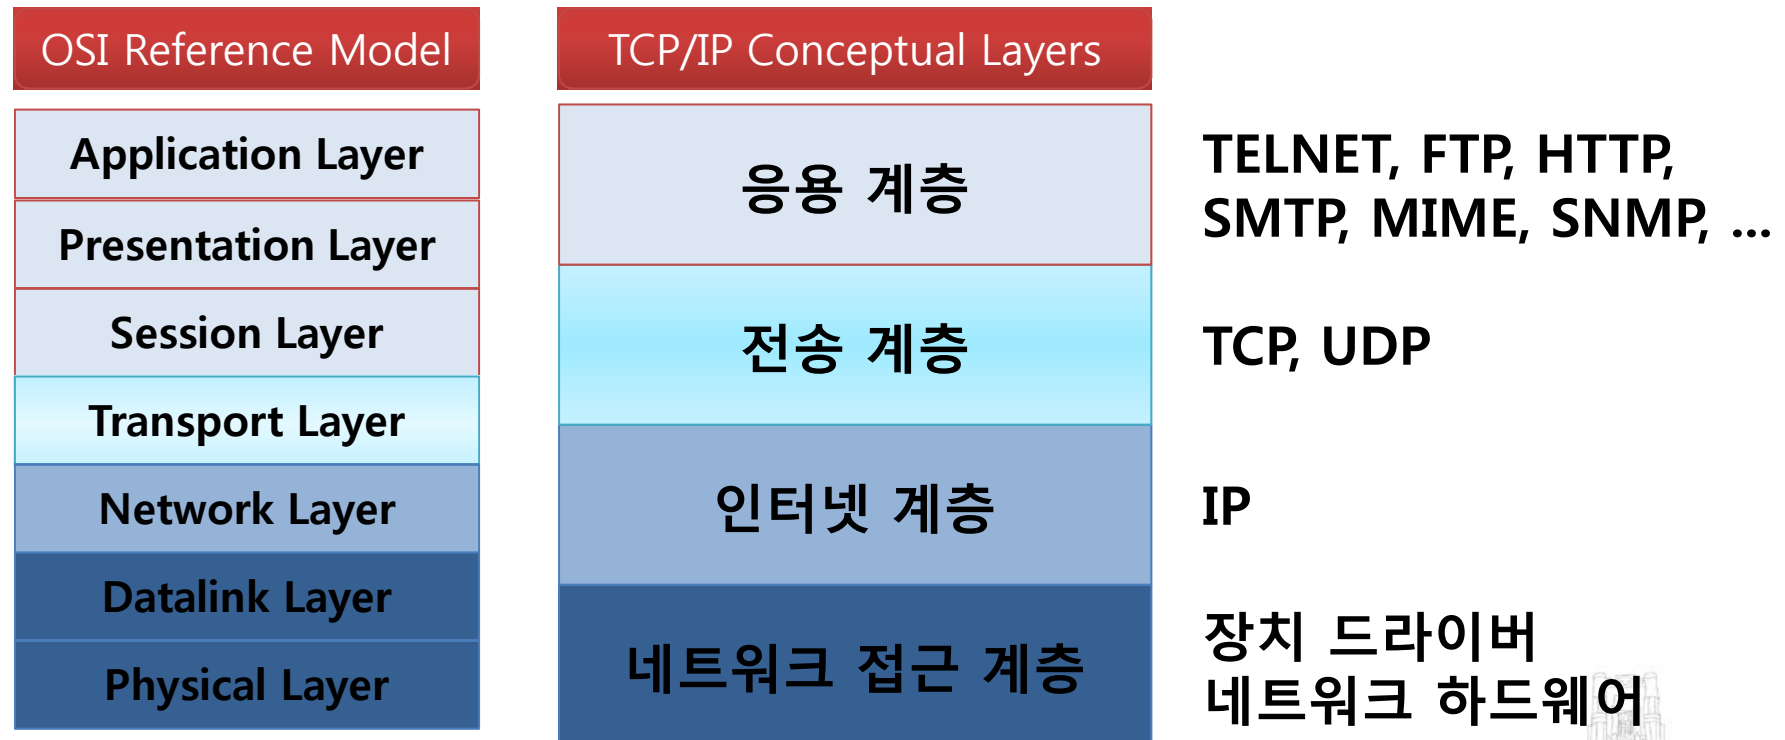 OSI Reference Model
Application Layer
Presentation Layer
Session Layer
Transport Layer
Network Layer
Datalink Layer
Physical Layer
TCP/IP Conceptual Layers
응용 계층
전송 계층
인터넷 계층
네트워크 접근 계층
TELNET, FTP, HTTP,
SMTP, MIME, SNMP, ...
TCP, UDP
IP
장치 드라이버
네트워크 하드웨어